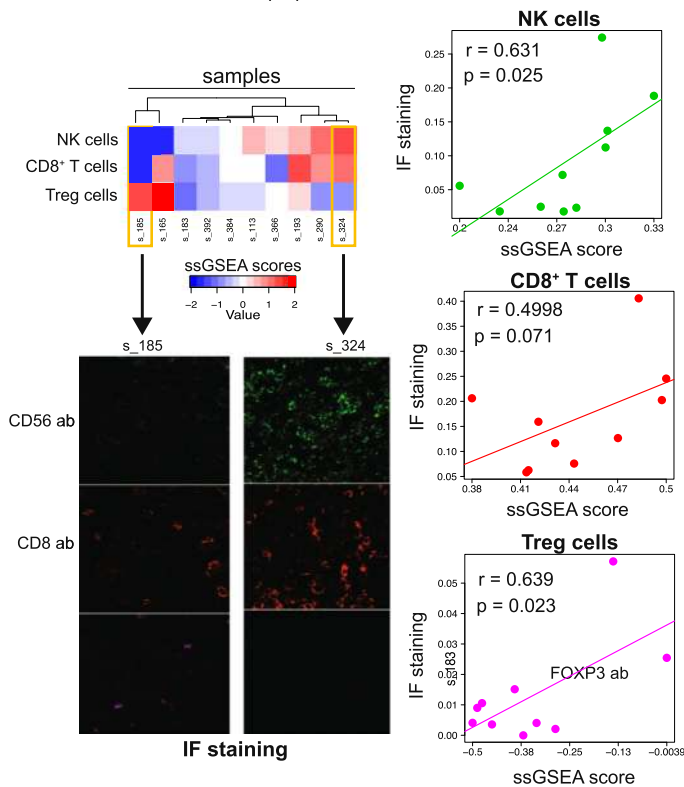 samples
NK cells
CD8⁺ T cells
Treg cells
s_185
s_165
s_183
s_392
s_384
s_113
s_366
s_193
s_290
s_324
ssGSEA scores
−2 −1 0 1 2
Value
s_185
s_324
CD56 ab
CD8 ab
IF staining
NK cells
r = 0.631
p = 0.025
IF staining
0.25
0.20
0.15
0.10
0.05
0.2 0.24 0.26 0.3 0.33
ssGSEA score
CD8⁺ T cells
r = 0.4998
p = 0.071
IF staining
0.40
0.35
0.30
0.25
0.20
0.15
0.10
0.05
0.38 0.41 0.44 0.47 0.5
ssGSEA score
Treg cells
r = 0.639
p = 0.023
IF staining
s_183
FOXP3 ab
0.05
0.04
0.03
0.02
0.01
0.00
−0.5 −0.38 −0.25 −0.13 −0.0039
ssGSEA score